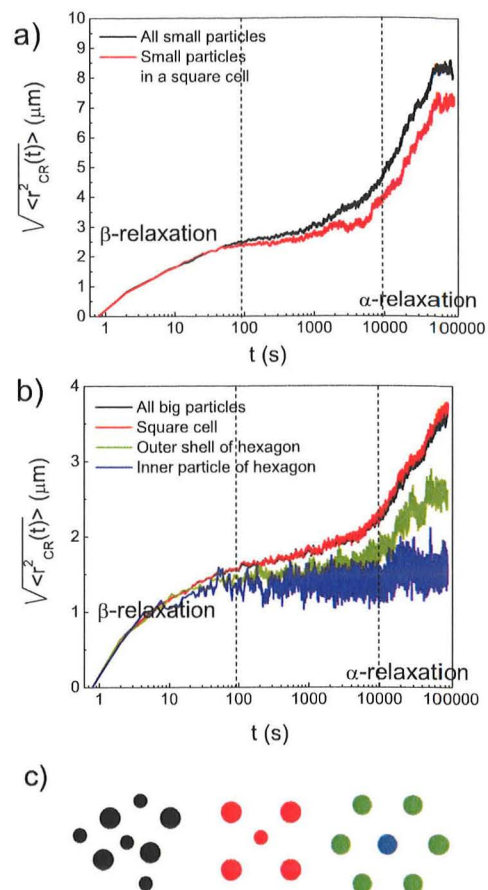 a)
All small particles
Small particles
in a square cell
10
9
8
7
6
5
4
3
2
1
0
√<r²CR(t)> (μm)
β-relaxation
α-relaxation
1 10 100 1000 10000 100000
t (s)
b)
All big particles
Square cell
Outer shell of hexagon
Inner particle of hexagon
4
3
2
1
0
√<r²CR(t)> (μm)
β-relaxation
α-relaxation
1 10 100 1000 10000 100000
t (s)
c)